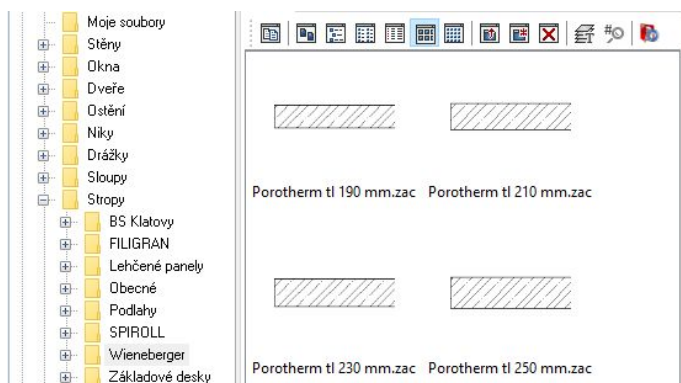 Moje soubory
Stěny
Okna
Dveře
Ostění
Niky
Drážky
Sloupy
Stropy
BS Klatovy
FILIGRAN
Lehčené panely
Obecné
Podlahy
SPIROLL
Wieneberger
Základové desky
Porotherm tl 190 mm.zac Porotherm tl 210 mm.zac
Porotherm tl 230 mm.zac Porotherm tl 250 mm.zac